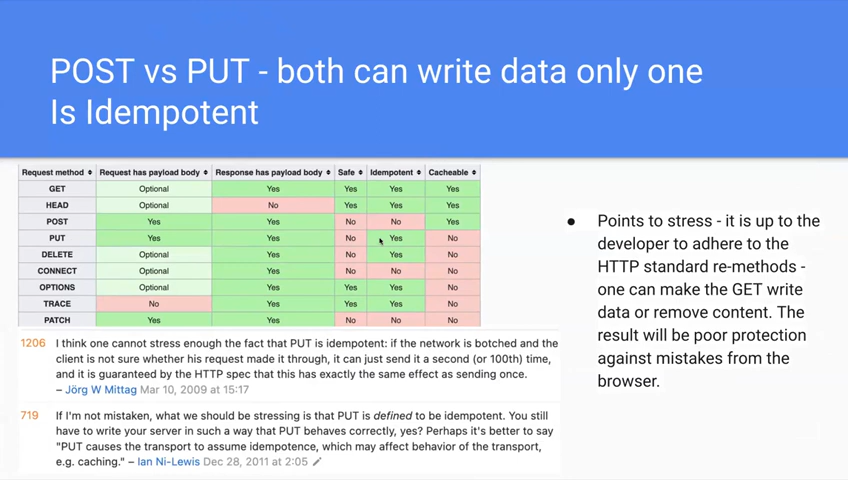 POST vs PUT - both can write data only one
Is Idempotent
Request method Request has payload body Response has payload body Safe Idempotent Cacheable
GET Optional Yes Yes Yes Yes
HEAD Optional No Yes Yes Yes
POST Yes Yes No No Yes
PUT Yes Yes No Yes No
DELETE Optional Yes No Yes No
CONNECT Optional Yes No No No
OPTIONS Optional Yes Yes Yes No
TRACE No Yes Yes Yes No
PATCH Yes Yes No No No
1206 I think one cannot stress enough the fact that PUT is idempotent: if the network is botched and the
client is not sure whether his request made it through, it can just send it a second (or 100th) time,
and it is guaranteed by the HTTP spec that this has exactly the same effect as sending once.
– Jörg W Mittag Mar 10, 2009 at 15:17
719 If I'm not mistaken, what we should be stressing is that PUT is defined to be idempotent. You still
have to write your server in such a way that PUT behaves correctly, yes? Perhaps it's better to say
"PUT causes the transport to assume idempotence, which may affect behavior of the transport,
e.g. caching." – Ian Ni-Lewis Dec 28, 2011 at 2:05
● Points to stress - it is up to the
developer to adhere to the
HTTP standard re-methods -
one can make the GET write
data or remove content. The
result will be poor protection
against mistakes from the
browser.